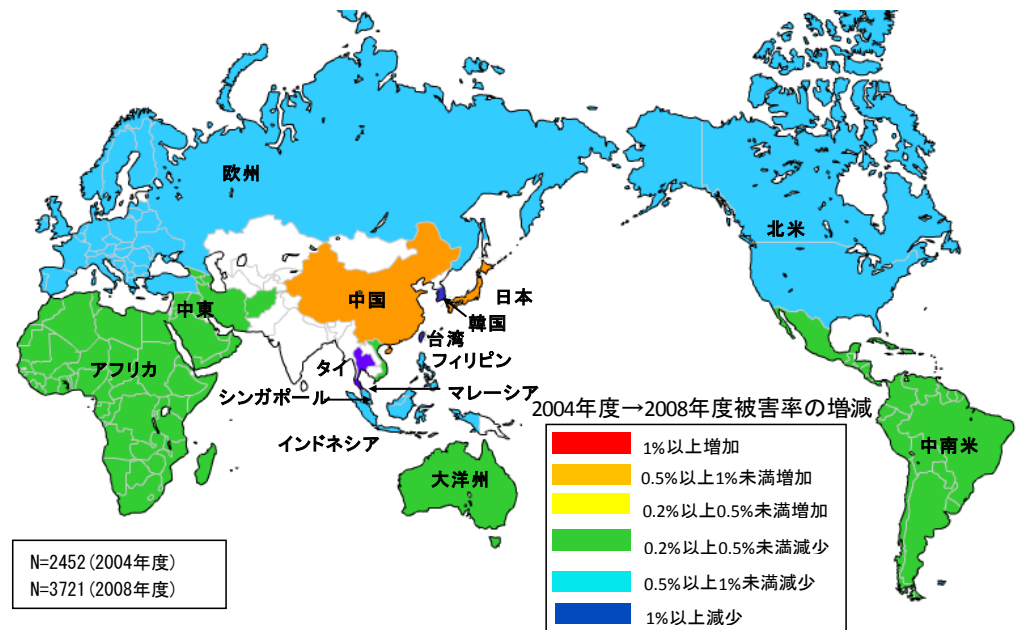 欧州
北米
中国
日本
中東
韓国
台湾
アフリカ
タイ
フィリピン
シンガポール
マレーシア
インドネシア
大洋州
中南米
2004年度→2008年度被害率の増減
1%以上増加
0.5%以上1%未満増加
0.2%以上0.5%未満増加
0.2%以上0.5%未満減少
0.5%以上1%未満減少
1%以上減少
N=2452(2004年度)
N=3721(2008年度)